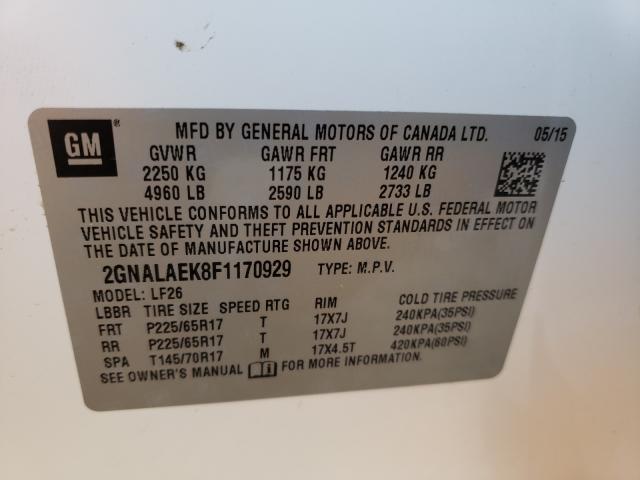 GM ®
MFD BY GENERAL MOTORS OF CANADA LTD. 05/15
GVWR GAWR FRT GAWR RR
2250 KG 1175 KG 1240 KG
4960 LB 2590 LB 2733 LB
THIS VEHICLE CONFORMS TO ALL APPLICABLE U.S. FEDERAL MOTOR
VEHICLE SAFETY AND THEFT PREVENTION STANDARDS IN EFFECT ON
THE DATE OF MANUFACTURE SHOWN ABOVE.
2GNALAEK8F1170929 TYPE: M.P.V.
MODEL: LF26
LBBR TIRE SIZE SPEED RTG RIM COLD TIRE PRESSURE
FRT P225/65R17 T 17X7J 240KPA(35PSI)
RR P225/65R17 T 17X7J 240KPA(35PSI)
SPA T145/70R17 M 17X4.5T 420KPA(60PSI)
SEE OWNER'S MANUAL i FOR MORE INFORMATION.